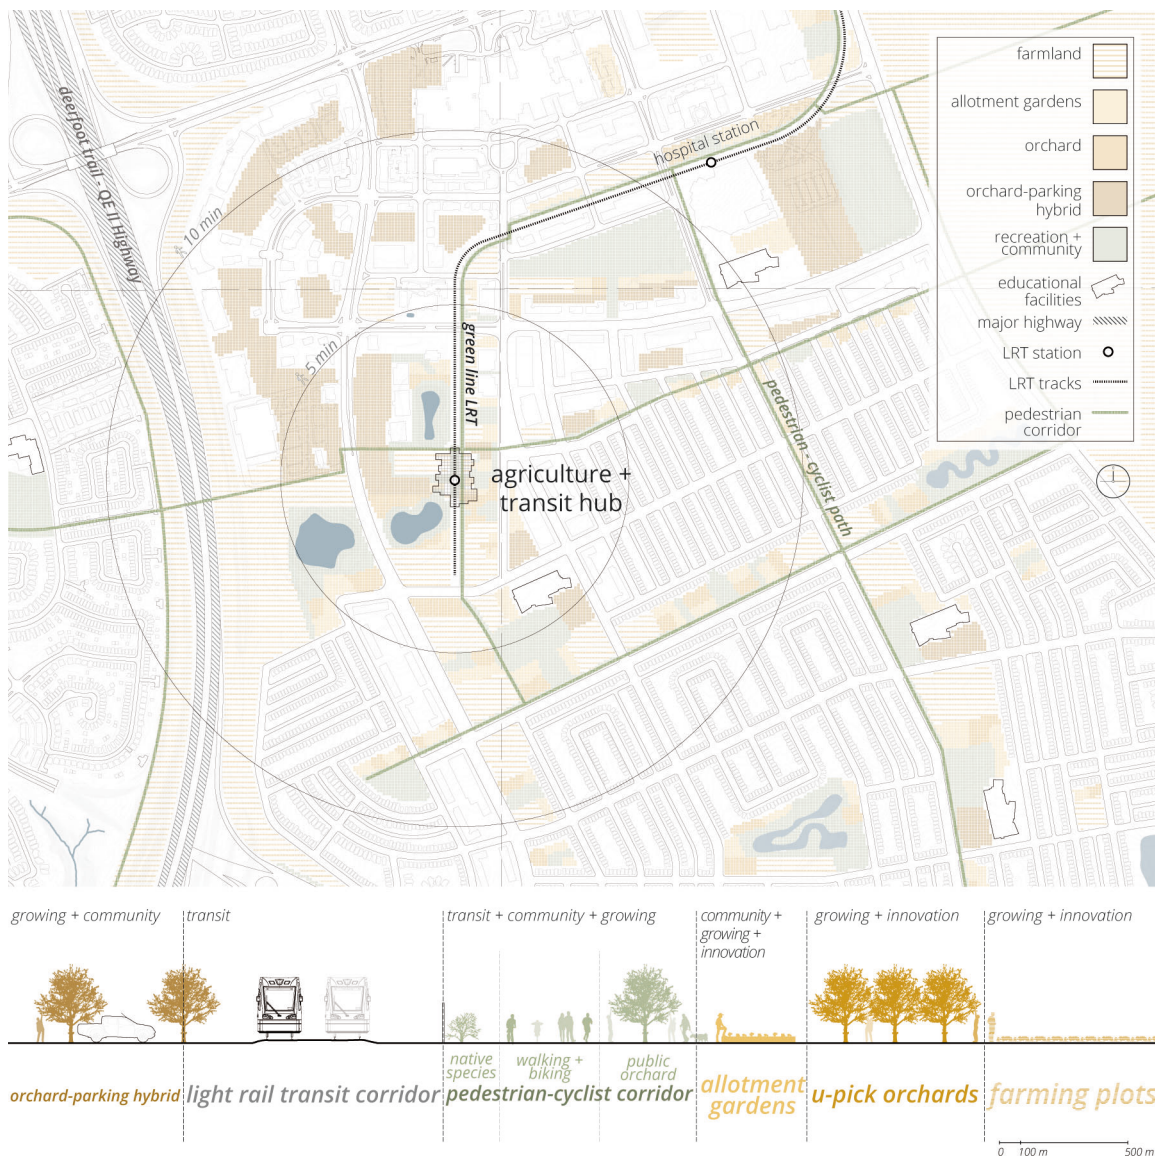 deerfoot trail - QE II Highway
10 min
5 min
hospital station
green line LRT
agriculture +
transit hub
pedestrian - cyclist path
farmland
allotment gardens
orchard
orchard-parking
hybrid
recreation +
community
educational
facilities
major highway
LRT station
LRT tracks
pedestrian
corridor
growing + community
transit
transit + community + growing
community +
growing +
innovation
growing + innovation
growing + innovation
native
species
walking +
biking
public
orchard
orchard-parking hybrid
light rail transit corridor
pedestrian-cyclist corridor
allotment
gardens
u-pick orchards
farming plots
0 100 m 500 m